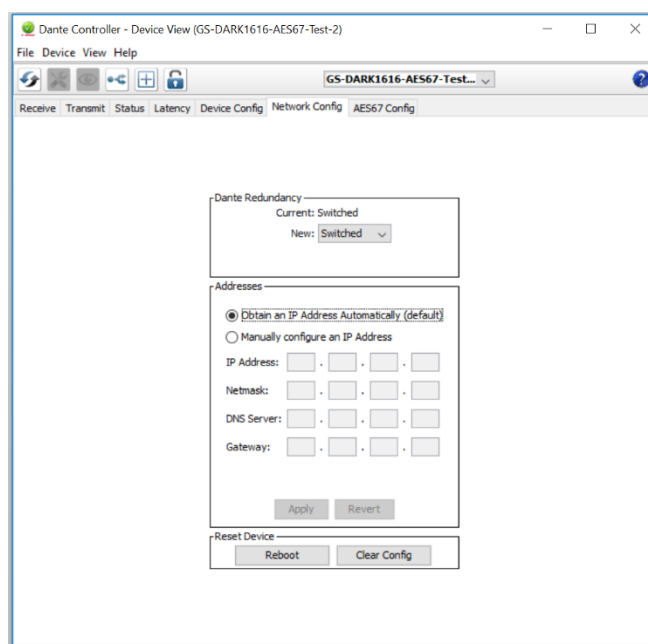 Dante Controller - Device View (GS-DARK1616-AES67-Test-2)
File Device View Help
GS-DARK1616-AES67-Test...
?
Receive Transmit Status Latency Device Config Network Config AES67 Config
Dante Redundancy
Current: Switched
New: Switched
Addresses
Obtain an IP Address Automatically (default)
Manually configure an IP Address
IP Address: . . .
Netmask: . . .
DNS Server: . . .
Gateway: . . .
Apply Revert
Reset Device
Reboot Clear Config